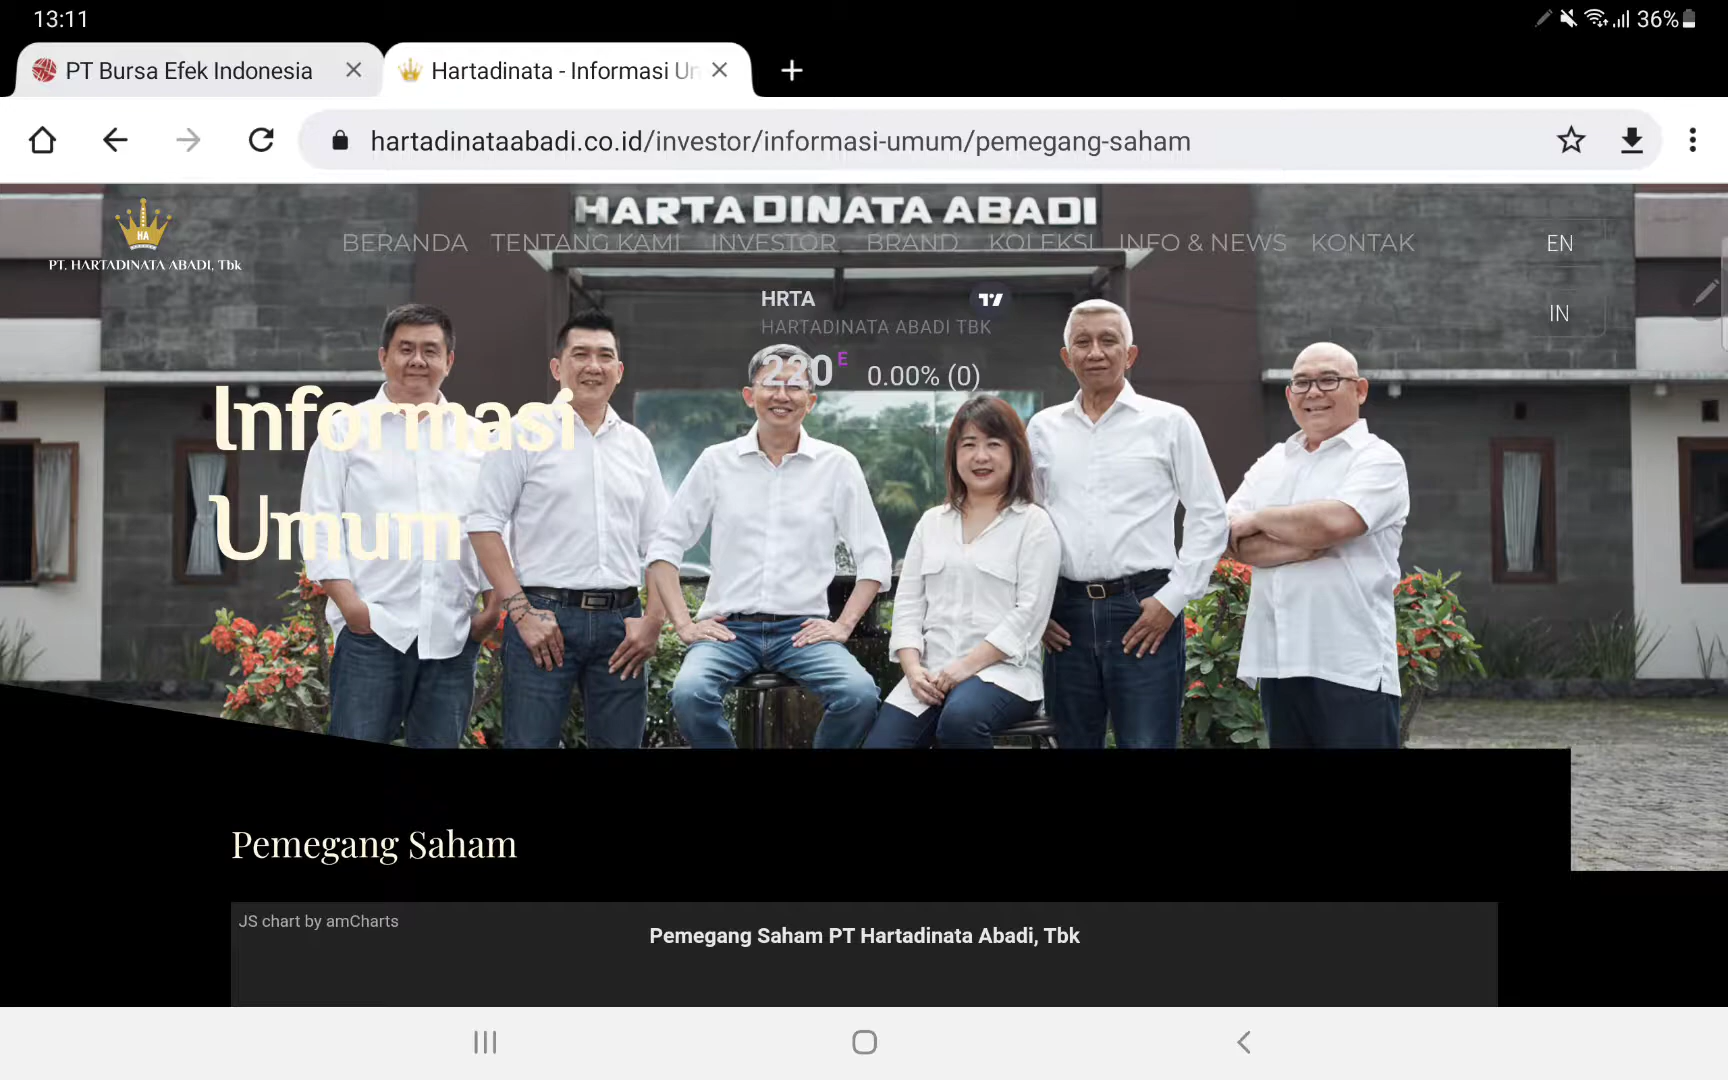 13:11
36%
PT Bursa Efek Indonesia
Hartadinata - Informasi Ur
hartadinataabadi.co.id/investor/informasi-umum/pemegang-saham
HARTADINATA ABADI
HA
PT. HARTADINATA ABADI, Tbk
BERANDA TENTANG KAMI INVESTOR BRAND KOLEKSI INFO & NEWS KONTAK
EN
IN
HRTA
HARTADINATA ABADI TBK
220 E 0.00% (0)
Informasi
Umum
Pemegang Saham
JS chart by amCharts
Pemegang Saham PT Hartadinata Abadi, Tbk